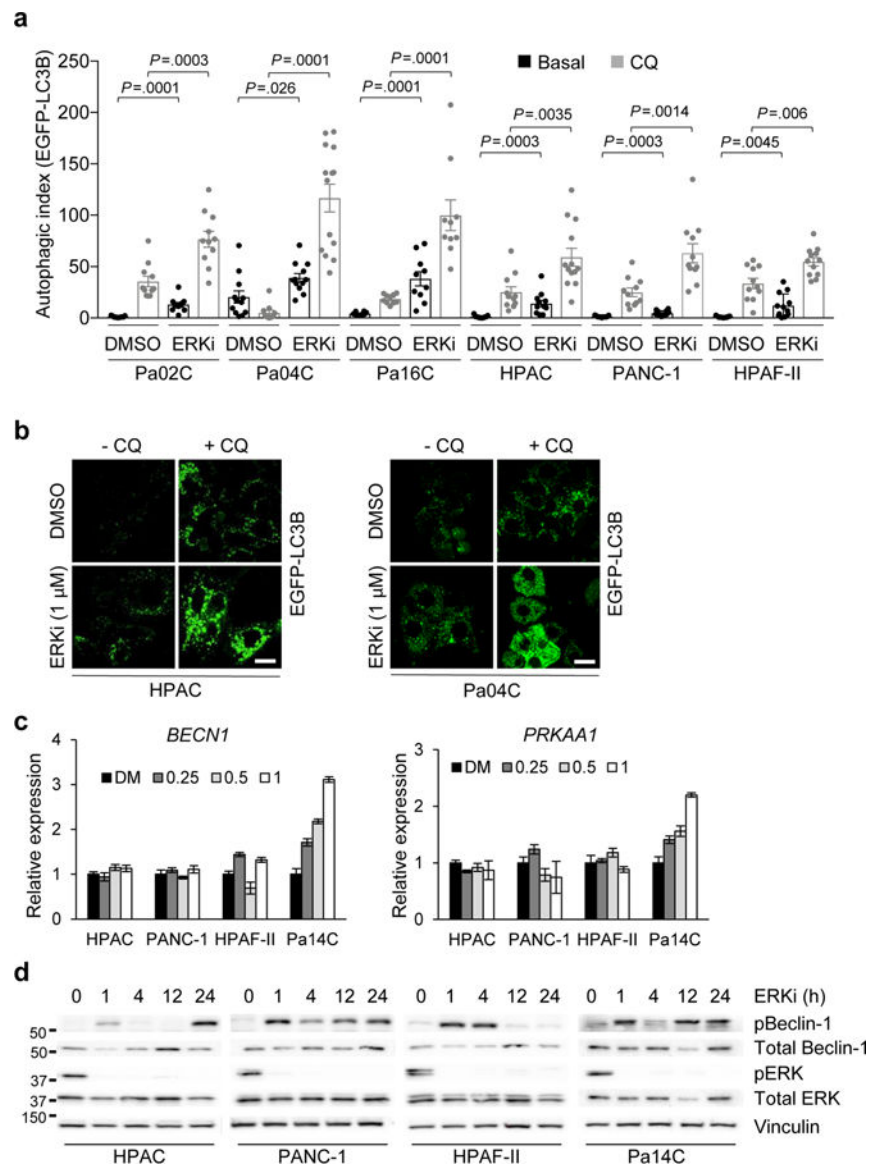 a
Autophagic index (EGFP-LC3B)
250
200
150
100
50
0
Basal CQ
P=.0003 P=.0001 P=.0001
P=.0001 P=.026 P=.0001
P=.0035 P=.0014 P=.006
P=.0003 P=.0003 P=.0045
DMSO ERKi DMSO ERKi DMSO ERKi DMSO ERKi DMSO ERKi DMSO ERKi
Pa02C Pa04C Pa16C HPAC PANC-1 HPAF-II
b
- CQ + CQ - CQ + CQ
DMSO
ERKi (1 µM)
EGFP-LC3B
HPAC
DMSO
ERKi (1 µM)
EGFP-LC3B
Pa04C
c
BECN1
Relative expression
4
3
2
1
0
DM 0.25 0.5 1
HPAC PANC-1 HPAF-II Pa14C
PRKAA1
Relative expression
3
2
1
0
DM 0.25 0.5 1
HPAC PANC-1 HPAF-II Pa14C
d
0 1 4 12 24 0 1 4 12 24 0 1 4 12 24 0 1 4 12 24 ERKi (h)
50 pBeclin-1
50 Total Beclin-1
37 pERK
37 Total ERK
150 Vinculin
HPAC PANC-1 HPAF-II Pa14C